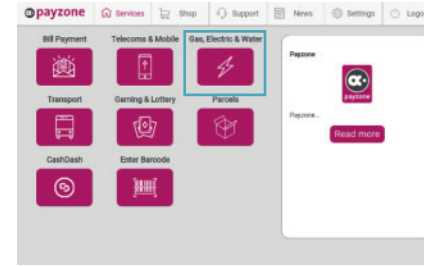 payzone Services Shop Support News Settings Logo
Bill Payment Telecoms & Mobile Gas, Electric & Water
Payzone
payzone
Transport Gaming & Lottery Parcels
Payzone...
Read more
CashDash Enter Barcode